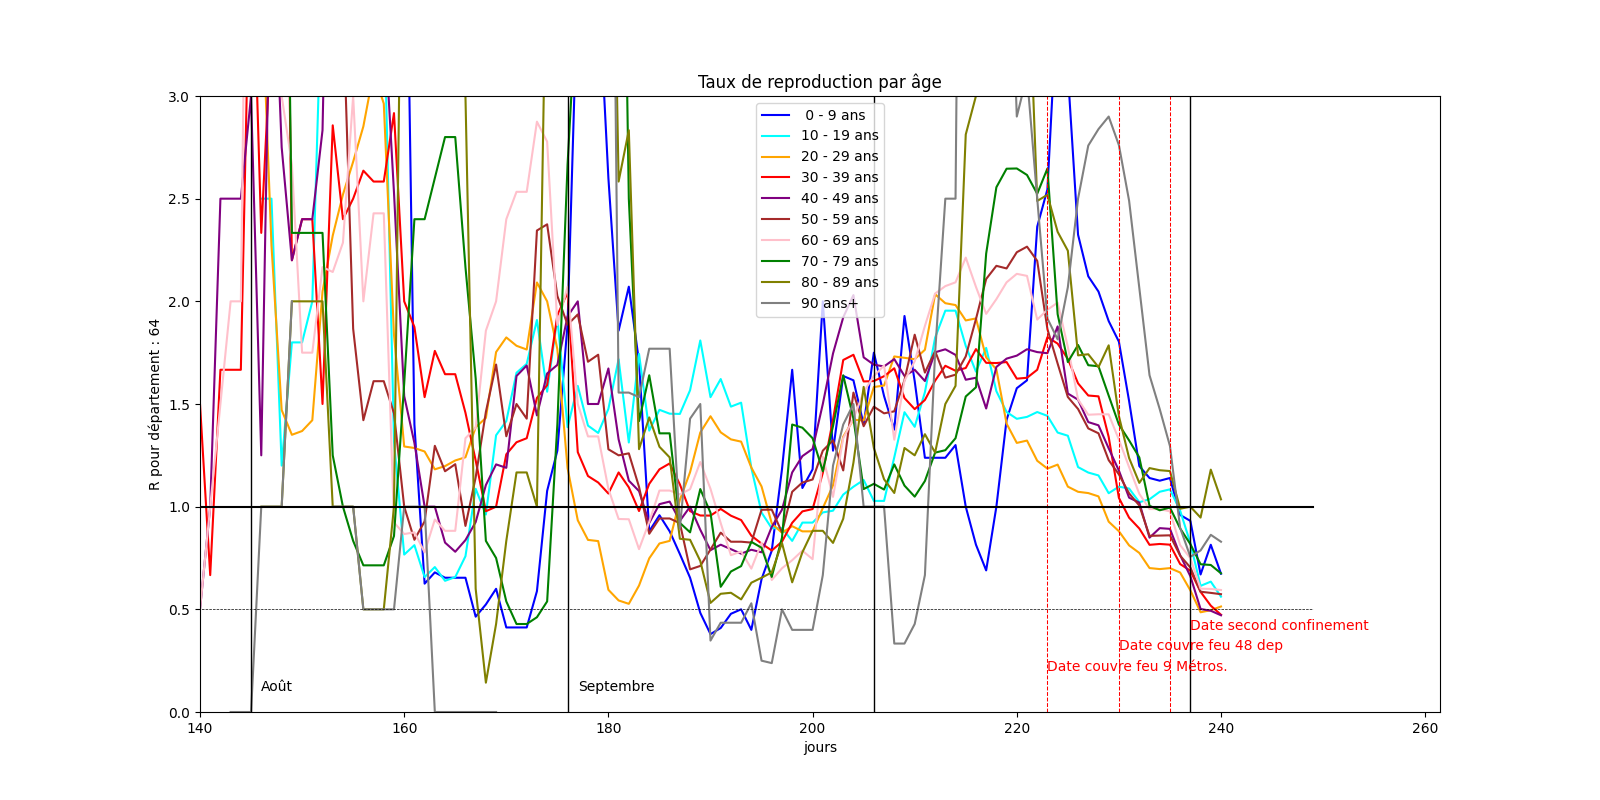 Taux de reproduction par âge
R pour département : 64
3.0
2.5
2.0
1.5
1.0
0.5
0.0
0 - 9 ans
10 - 19 ans
20 - 29 ans
30 - 39 ans
40 - 49 ans
50 - 59 ans
60 - 69 ans
70 - 79 ans
80 - 89 ans
90 ans+
Date second confinement
Date couvre feu 48 dep
Date couvre feu 9 Métros.
Août
Septembre
140
160
180
200
220
240
260
jours